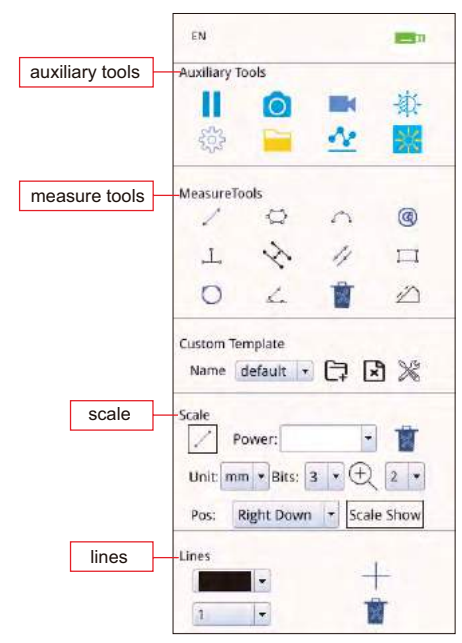 EN
auxiliary tools
Auxiliary Tools
measure tools
MeasureTools
Custom Template
Name default
scale
Scale
Power:
Unit: mm Bits: 3 2
Pos: Right Down Scale Show
lines
Lines
1